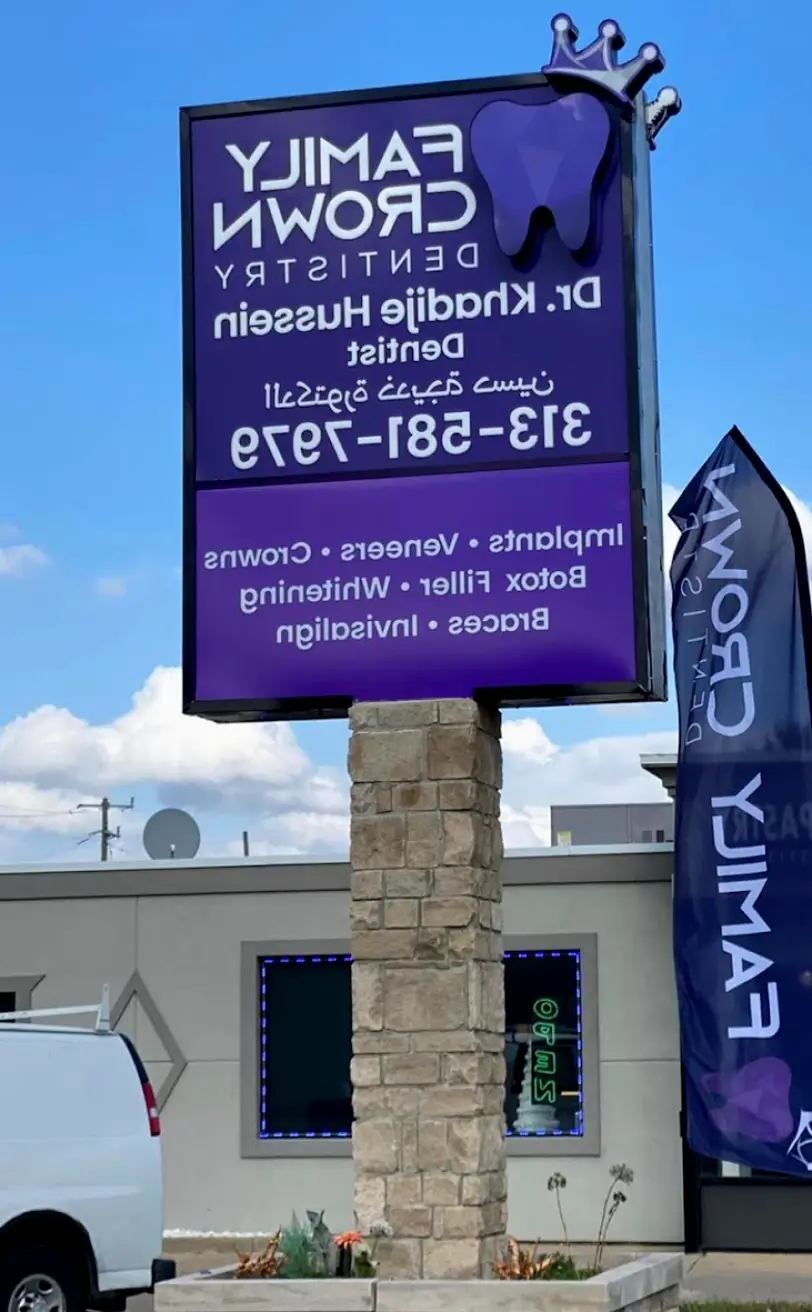 FAMILY
CROWN
DENTISTRY
Dr. Khadije Hussein
Dentist
الدكتورة خديجة حسين
313-581-7979
Implants • Veneers • Crowns
Botox Filler • Whitening
Braces • Invisalign
FAMILY CROWN
DENTISTRY
OPEN